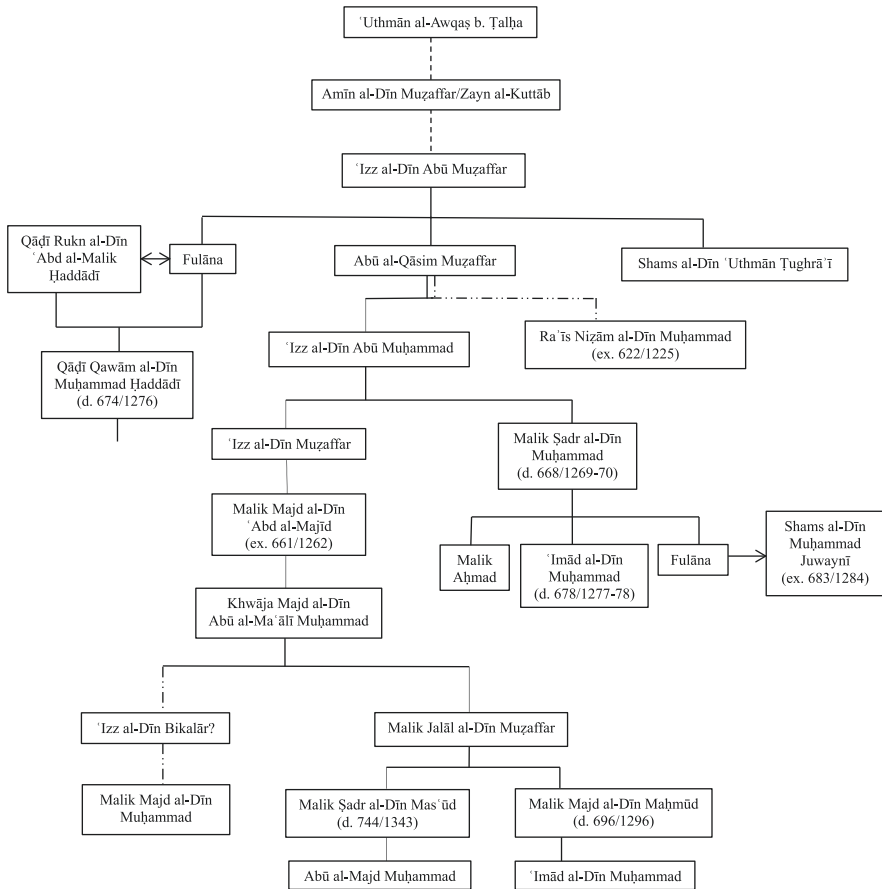 ʿUthmān al-Awqaṣ b. Ṭalḥa
Amīn al-Dīn Muẓaffar/Zayn al-Kuttāb
ʿIzz al-Dīn Abū Muẓaffar
Qāḍī Rukn al-Dīn
ʿAbd al-Malik
Ḥaddādī
Fulāna
Abū al-Qāsim Muẓaffar
Shams al-Dīn ʿUthmān Ṭughrāʾī
ʿIzz al-Dīn Abū Muḥammad
Raʾīs Niẓām al-Dīn Muḥammad
(ex. 622/1225)
Qāḍī Qawām al-Dīn
Muḥammad Ḥaddādī
(d. 674/1276)
ʿIzz al-Dīn Muẓaffar
Malik Ṣadr al-Dīn
Muḥammad
(d. 668/1269-70)
Malik Majd al-Dīn
ʿAbd al-Majīd
(ex. 661/1262)
Malik
Aḥmad
ʿImād al-Dīn
Muḥammad
(d. 678/1277-78)
Fulāna
Shams al-Dīn
Muḥammad
Juwaynī
(ex. 683/1284)
Khwāja Majd al-Dīn
Abū al-Maʿālī Muḥammad
ʿIzz al-Dīn Bikalār?
Malik Jalāl al-Dīn Muẓaffar
Malik Majd al-Dīn
Muḥammad
Malik Ṣadr al-Dīn Masʿūd
(d. 744/1343)
Malik Majd al-Dīn Maḥmūd
(d. 696/1296)
Abū al-Majd Muḥammad
ʿImād al-Dīn Muḥammad